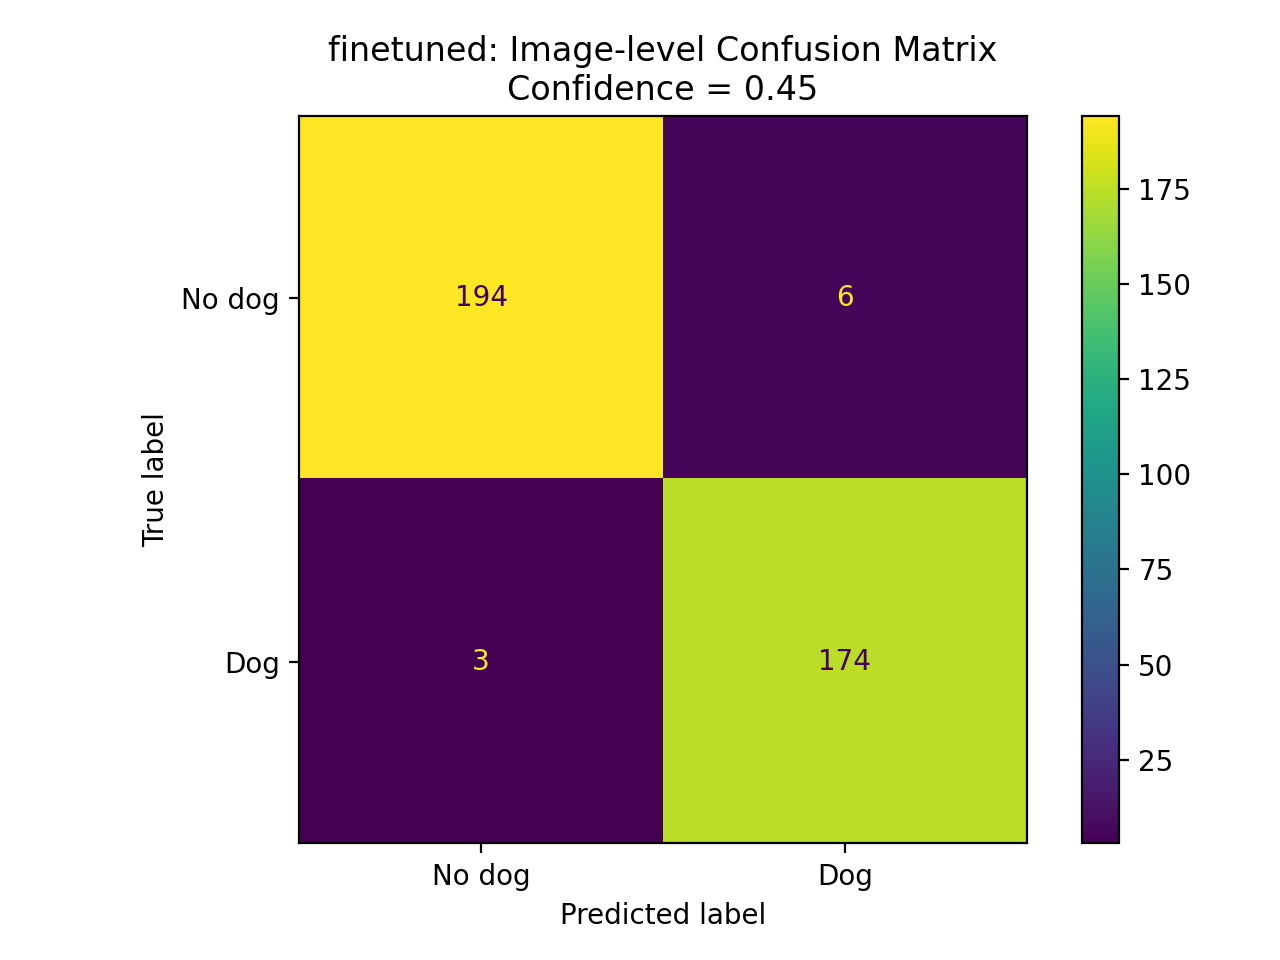 finetuned: Image-level Confusion Matrix
Confidence = 0.45
194
6
3
174
No dog
Dog
True label
No dog
Dog
Predicted label
175
150
125
100
75
50
25